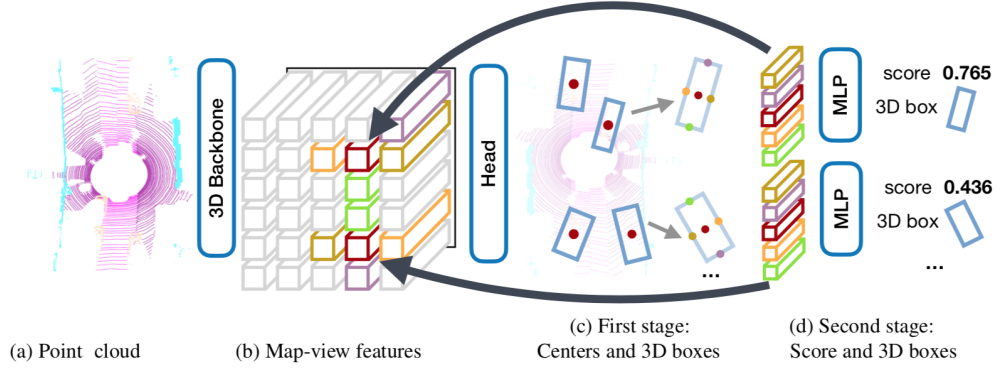 3D Backbone
Head
MLP
score 0.765
3D box
MLP
score 0.436
3D box
...
...
(a) Point cloud
(b) Map-view features
(c) First stage:
Centers and 3D boxes
(d) Second stage:
Score and 3D boxes